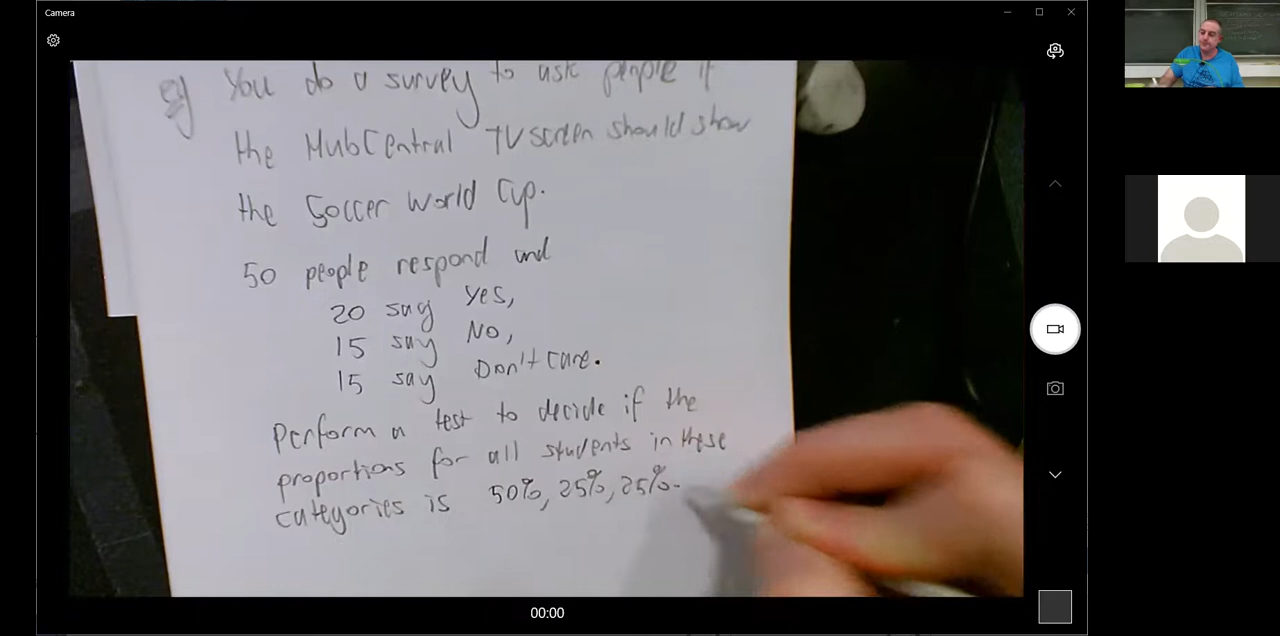 Camera
eg You do a survey to ask people if
the HubCentral TV screen should show
the Soccer World Cup.
50 people respond and
20 say Yes,
15 say No,
15 say Don't care.
Perform a test to decide if the
proportions for all students in these
categories is 50%, 25%, 25%.
00:00